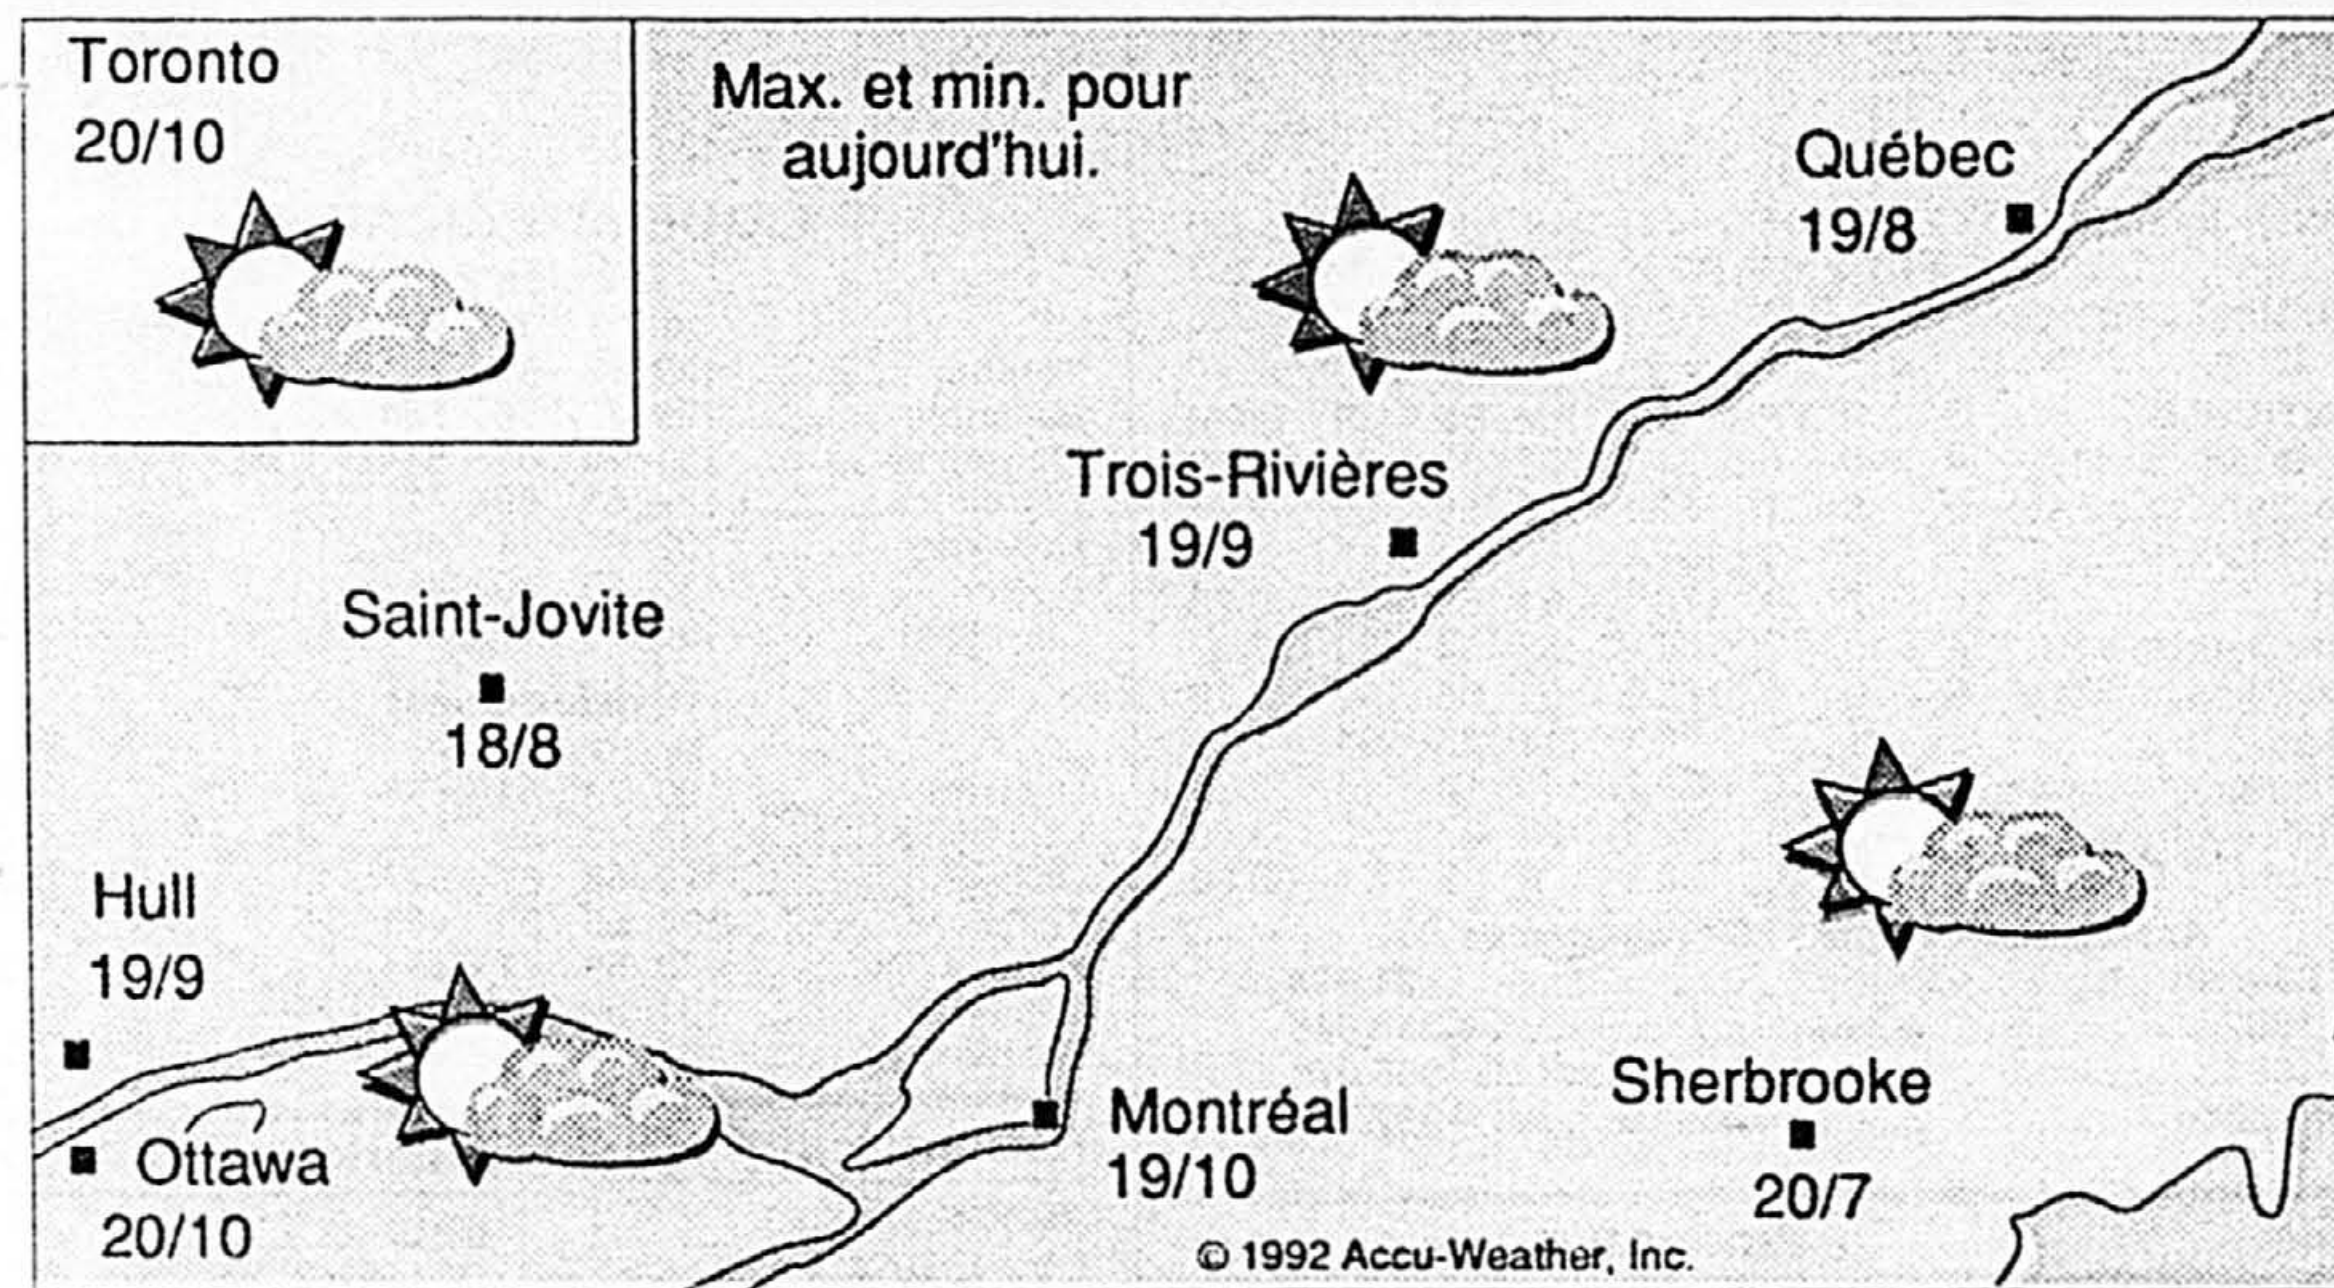 Toronto
20/10
Max. et min. pour
aujourd'hui.
Québec
19/8
Trois-Rivières
19/9
Saint-Jovite
18/8
Hull
19/9
Ottawa
20/10
Montréal
19/10
Sherbrooke
20/7
© 1992 Accu-Weather, Inc.